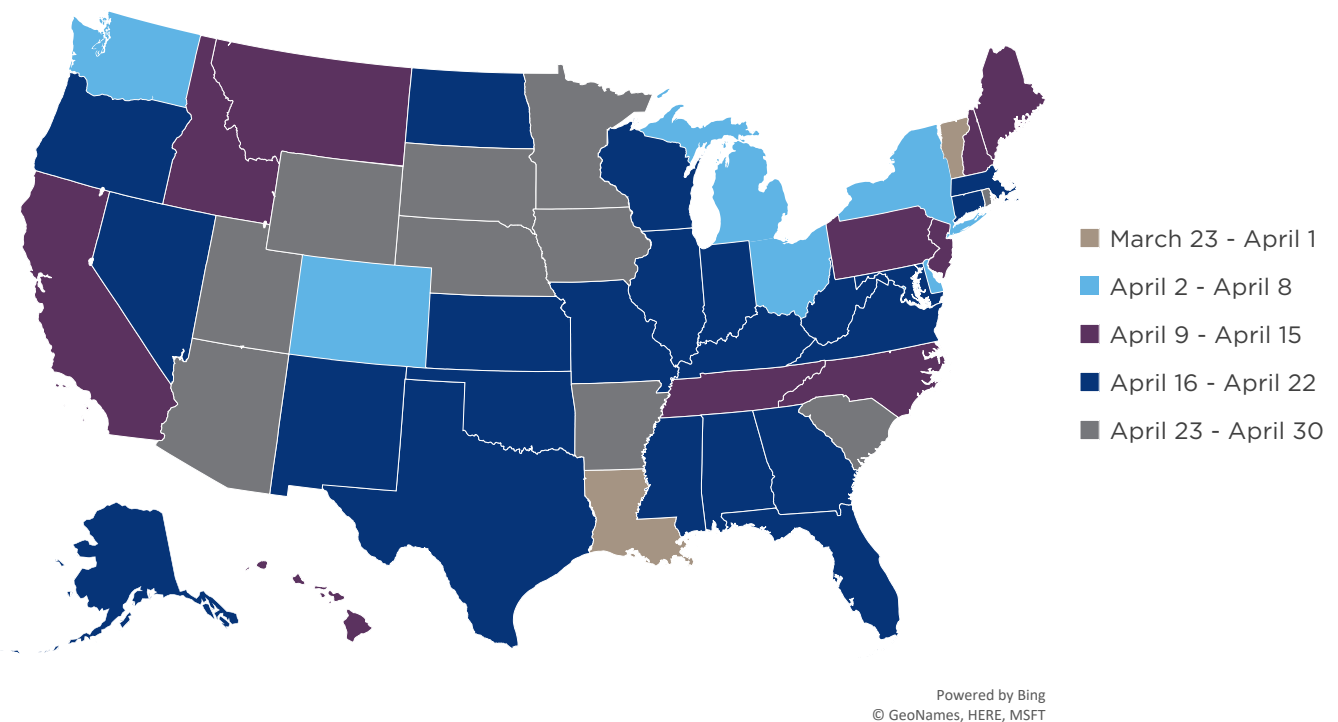 March 23 - April 1
April 2 - April 8
April 9 - April 15
April 16 - April 22
April 23 - April 30
Powered by Bing
© GeoNames, HERE, MSFT